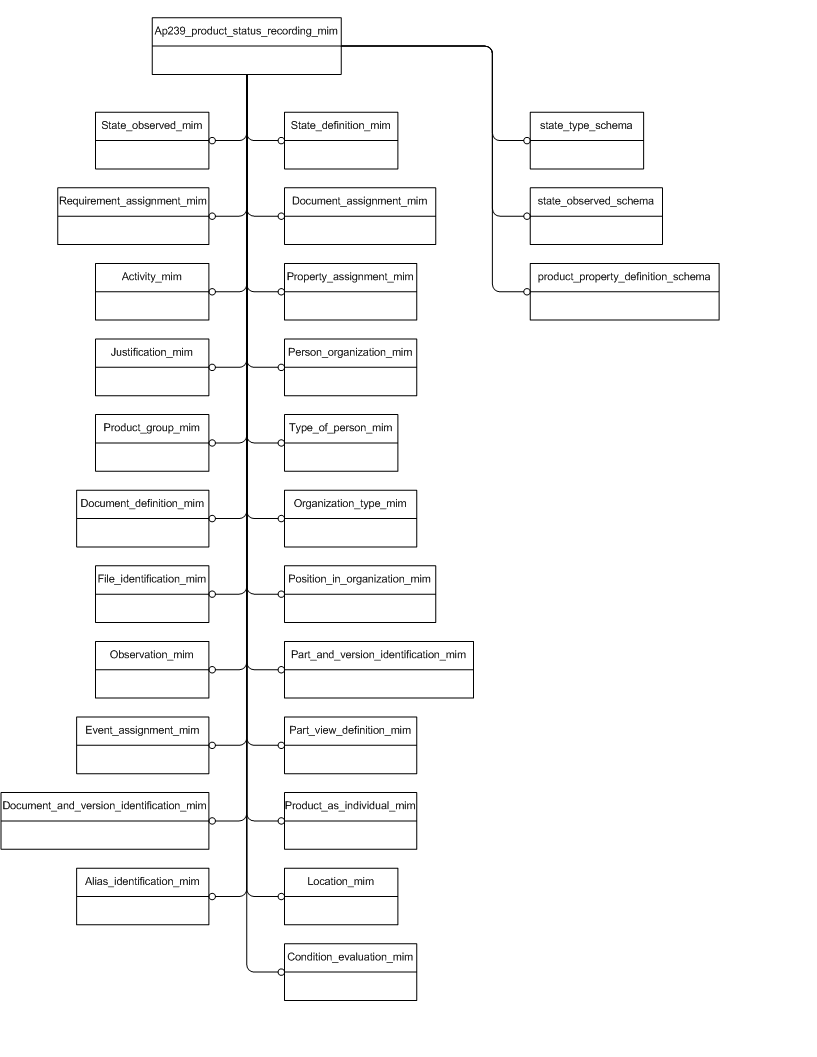 Ap239_product_status_recording_mim
State_observed_mim
State_definition_mim
state_type_schema
Requirement_assignment_mim
Document_assignment_mim
state_observed_schema
Activity_mim
Property_assignment_mim
product_property_definition_schema
Justification_mim
Person_organization_mim
Product_group_mim
Type_of_person_mim
Document_definition_mim
Organization_type_mim
File_identification_mim
Position_in_organization_mim
Observation_mim
Part_and_version_identification_mim
Event_assignment_mim
Part_view_definition_mim
Document_and_version_identification_mim
Product_as_individual_mim
Alias_identification_mim
Location_mim
Condition_evaluation_mim